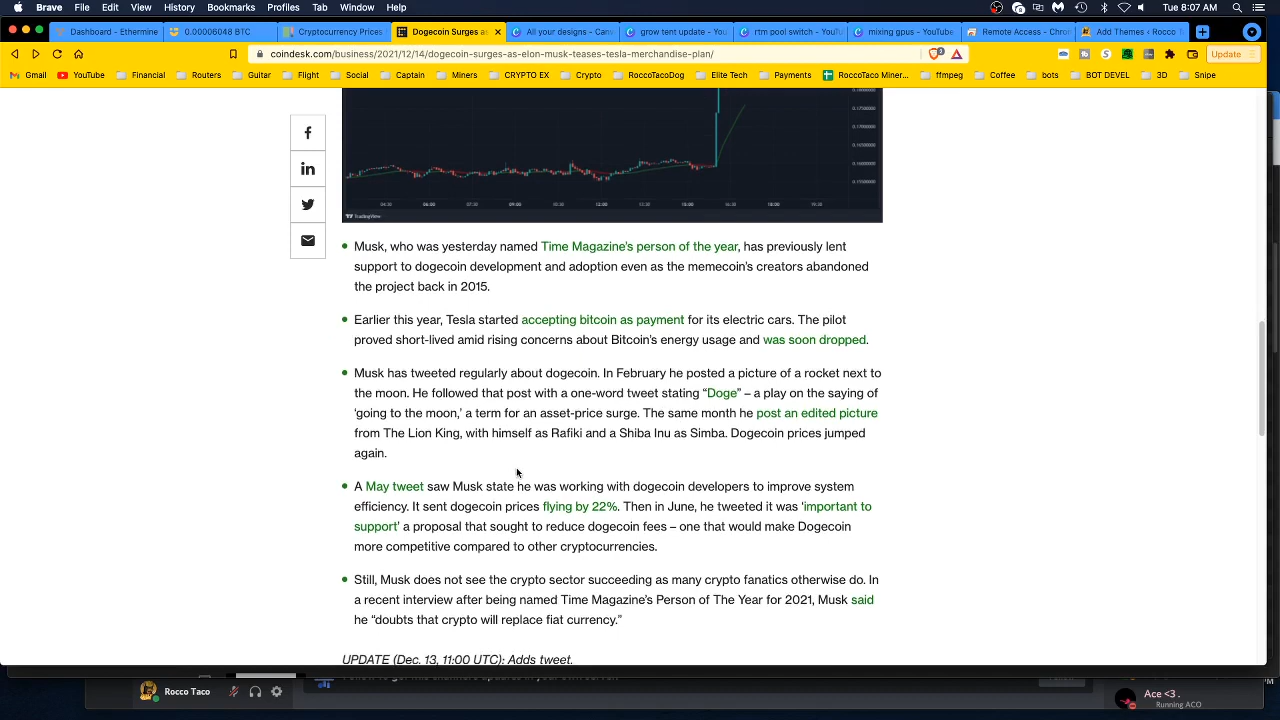 Brave File Edit View History Bookmarks Profiles Tab Window Help Tue 8:07 AM
Dashboard - Ethermine 0.00006048 BTC Cryptocurrency Prices Dogecoin Surges as All your designs - Can grow tent update - You rtm pool switch - YouTu mixing gpus - YouTube Remote Access - Chro Add Themes ‹ Rocco T
coindesk.com/business/2021/12/14/dogecoin-surges-as-elon-musk-teases-tesla-merchandise-plan/ Update
Gmail YouTube Financial Routers Guitar Flight Social Captain Miners CRYPTO EX Crypto RoccoTacoDog Elite Tech Payments RoccoTaco Miner... ffmpeg Coffee bots BOT DEVEL 3D Snipe
TradingView
Musk, who was yesterday named Time Magazine's person of the year, has previously lent
support to dogecoin development and adoption even as the memecoin's creators abandoned
the project back in 2015.
Earlier this year, Tesla started accepting bitcoin as payment for its electric cars. The pilot
proved short-lived amid rising concerns about Bitcoin's energy usage and was soon dropped.
Musk has tweeted regularly about dogecoin. In February he posted a picture of a rocket next to
the moon. He followed that post with a one-word tweet stating “Doge” – a play on the saying of
‘going to the moon,’ a term for an asset-price surge. The same month he post an edited picture
from The Lion King, with himself as Rafiki and a Shiba Inu as Simba. Dogecoin prices jumped
again.
A May tweet saw Musk state he was working with dogecoin developers to improve system
efficiency. It sent dogecoin prices flying by 22%. Then in June, he tweeted it was ‘important to
support’ a proposal that sought to reduce dogecoin fees – one that would make Dogecoin
more competitive compared to other cryptocurrencies.
Still, Musk does not see the crypto sector succeeding as many crypto fanatics otherwise do. In
a recent interview after being named Time Magazine's Person of The Year for 2021, Musk said
he “doubts that crypto will replace fiat currency.”
UPDATE (Dec. 13, 11:00 UTC): Adds tweet.
Rocco Taco
Ace <3 .
Running ACO